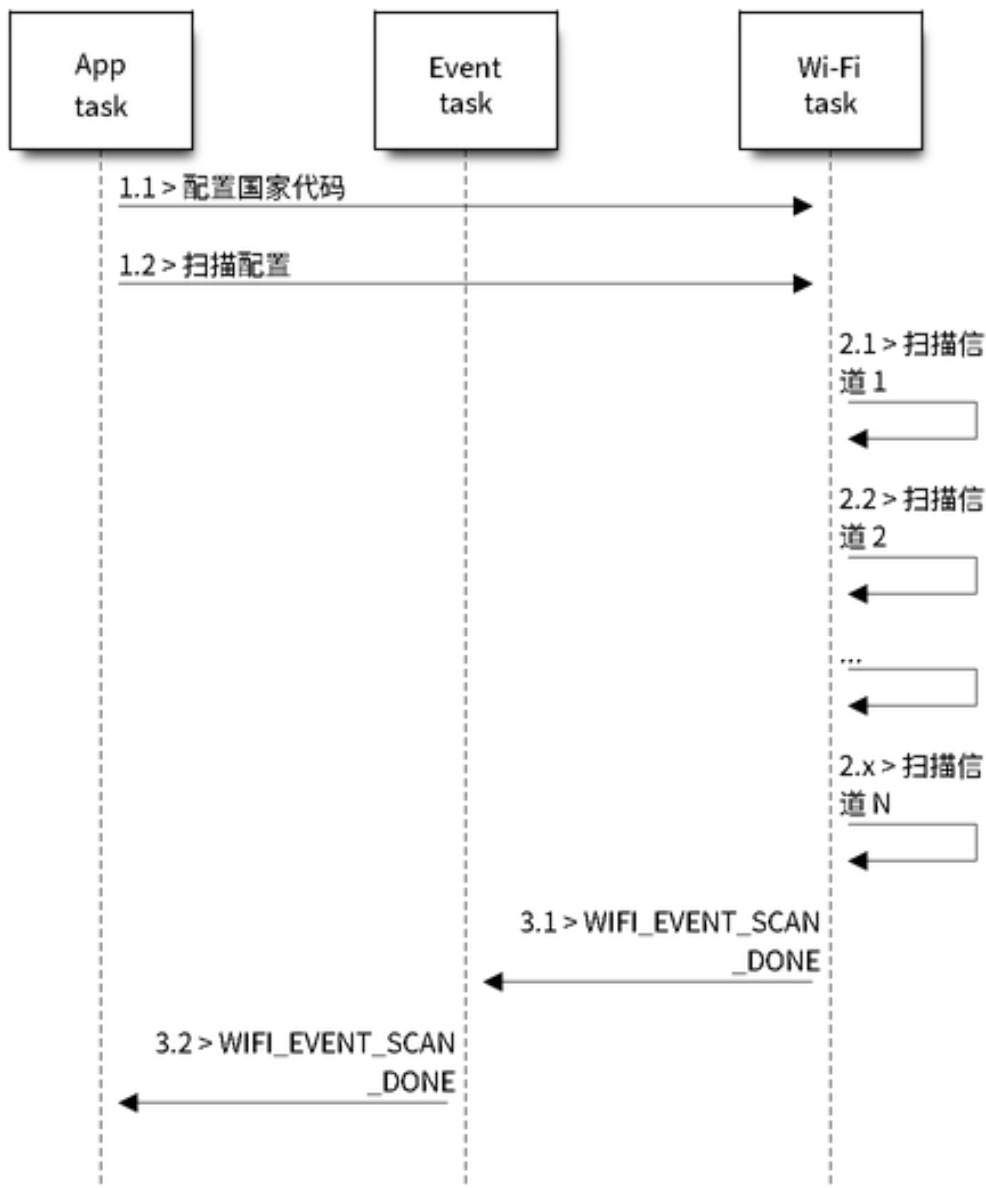 App
task
Event
task
Wi-Fi
task
1.1 > 配置国家代码
1.2 > 扫描配置
2.1 > 扫描信
道 1
2.2 > 扫描信
道 2
...
2.x > 扫描信
道 N
3.1 > WIFI_EVENT_SCAN
_DONE
3.2 > WIFI_EVENT_SCAN
_DONE